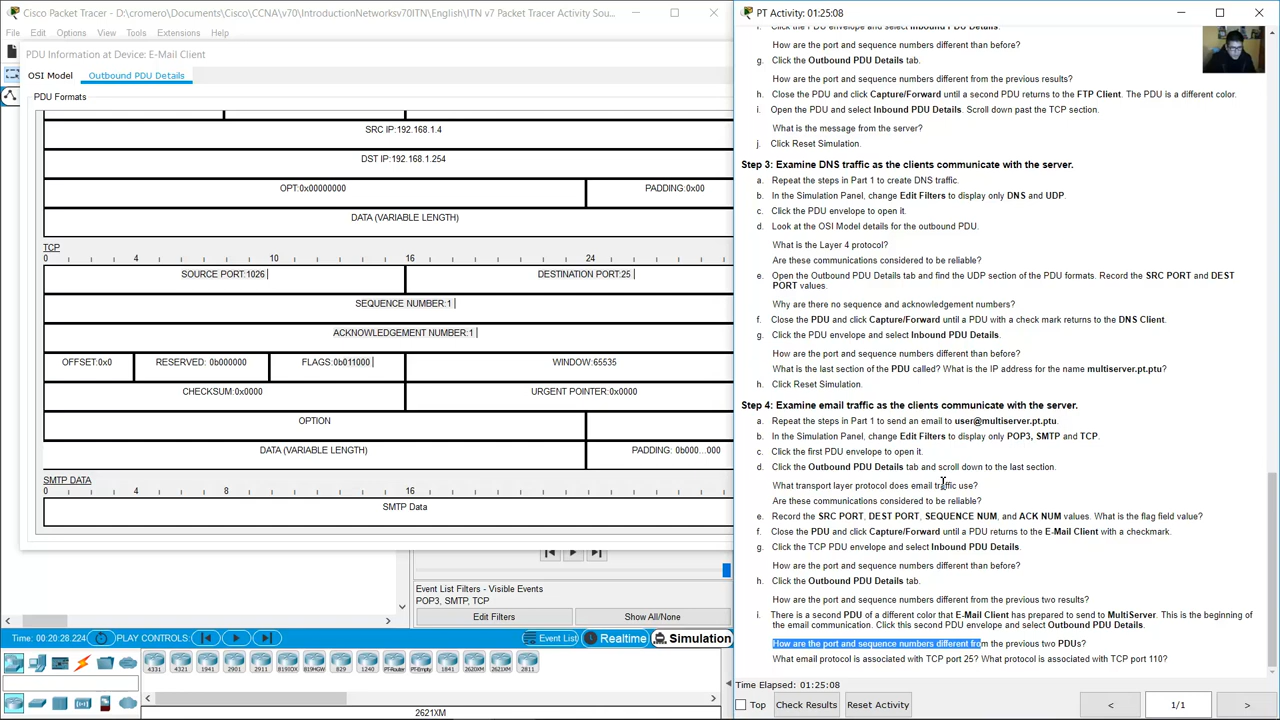 Cisco Packet Tracer - D:\cromero\Documents\Cisco\CCNA\v70\IntroductionNetworksv70ITN\English\ITN v7 Packet Tracer Activity Sou...
File Edit Options View Tools Extensions Help
PDU Information at Device: E-Mail Client
OSI Model Outbound PDU Details
PDU Formats
SRC IP:192.168.1.4
DST IP:192.168.1.254
OPT:0x00000000 PADDING:0x00
DATA (VARIABLE LENGTH)
TCP
0 4 10 16 24
SOURCE PORT:1026 DESTINATION PORT:25
SEQUENCE NUMBER:1
ACKNOWLEDGEMENT NUMBER:1
OFFSET:0x0 RESERVED: 0b000000 FLAGS:0b011000 WINDOW:65535
CHECKSUM:0x0000 URGENT POINTER:0x0000
OPTION
DATA (VARIABLE LENGTH) PADDING: 0b000...000
SMTP DATA
0 4 8 16
SMTP Data
Event List Filters - Visible Events
POP3, SMTP, TCP
Edit Filters Show All/None
Time: 00:20:28.224 PLAY CONTROLS: Event List Realtime Simulation
4331 4321 1941 2901 2911 819IOX 819HGW 829 1240 PT-Router PT-Empty 1841 2620XM 2621XM 2811
2621XM
PT Activity: 01:25:08
f. Click the PDU envelope and select Inbound PDU Details.
How are the port and sequence numbers different than before?
g. Click the Outbound PDU Details tab.
How are the port and sequence numbers different from the previous results?
h. Close the PDU and click Capture/Forward until a second PDU returns to the FTP Client. The PDU is a different color.
i. Open the PDU and select Inbound PDU Details. Scroll down past the TCP section.
What is the message from the server?
j. Click Reset Simulation.
Step 3: Examine DNS traffic as the clients communicate with the server.
a. Repeat the steps in Part 1 to create DNS traffic.
b. In the Simulation Panel, change Edit Filters to display only DNS and UDP.
c. Click the PDU envelope to open it.
d. Look at the OSI Model details for the outbound PDU.
What is the Layer 4 protocol?
Are these communications considered to be reliable?
e. Open the Outbound PDU Details tab and find the UDP section of the PDU formats. Record the SRC PORT and DEST
PORT values.
Why are there no sequence and acknowledgement numbers?
f. Close the PDU and click Capture/Forward until a PDU with a check mark returns to the DNS Client.
g. Click the PDU envelope and select Inbound PDU Details.
How are the port and sequence numbers different than before?
What is the last section of the PDU called? What is the IP address for the name multiserver.pt.ptu?
h. Click Reset Simulation.
Step 4: Examine email traffic as the clients communicate with the server.
a. Repeat the steps in Part 1 to send an email to user@multiserver.pt.ptu.
b. In the Simulation Panel, change Edit Filters to display only POP3, SMTP and TCP.
c. Click the first PDU envelope to open it.
d. Click the Outbound PDU Details tab and scroll down to the last section.
What transport layer protocol does email traffic use?
Are these communications considered to be reliable?
e. Record the SRC PORT, DEST PORT, SEQUENCE NUM, and ACK NUM values. What is the flag field value?
f. Close the PDU and click Capture/Forward until a PDU returns to the E-Mail Client with a checkmark.
g. Click the TCP PDU envelope and select Inbound PDU Details.
How are the port and sequence numbers different than before?
h. Click the Outbound PDU Details tab.
How are the port and sequence numbers different from the previous two results?
i. There is a second PDU of a different color that E-Mail Client has prepared to send to MultiServer. This is the beginning of
the email communication. Click this second PDU envelope and select Outbound PDU Details.
How are the port and sequence numbers different from the previous two PDUs?
What email protocol is associated with TCP port 25? What protocol is associated with TCP port 110?
Time Elapsed: 01:25:08
Top Check Results Reset Activity < 1/1 >